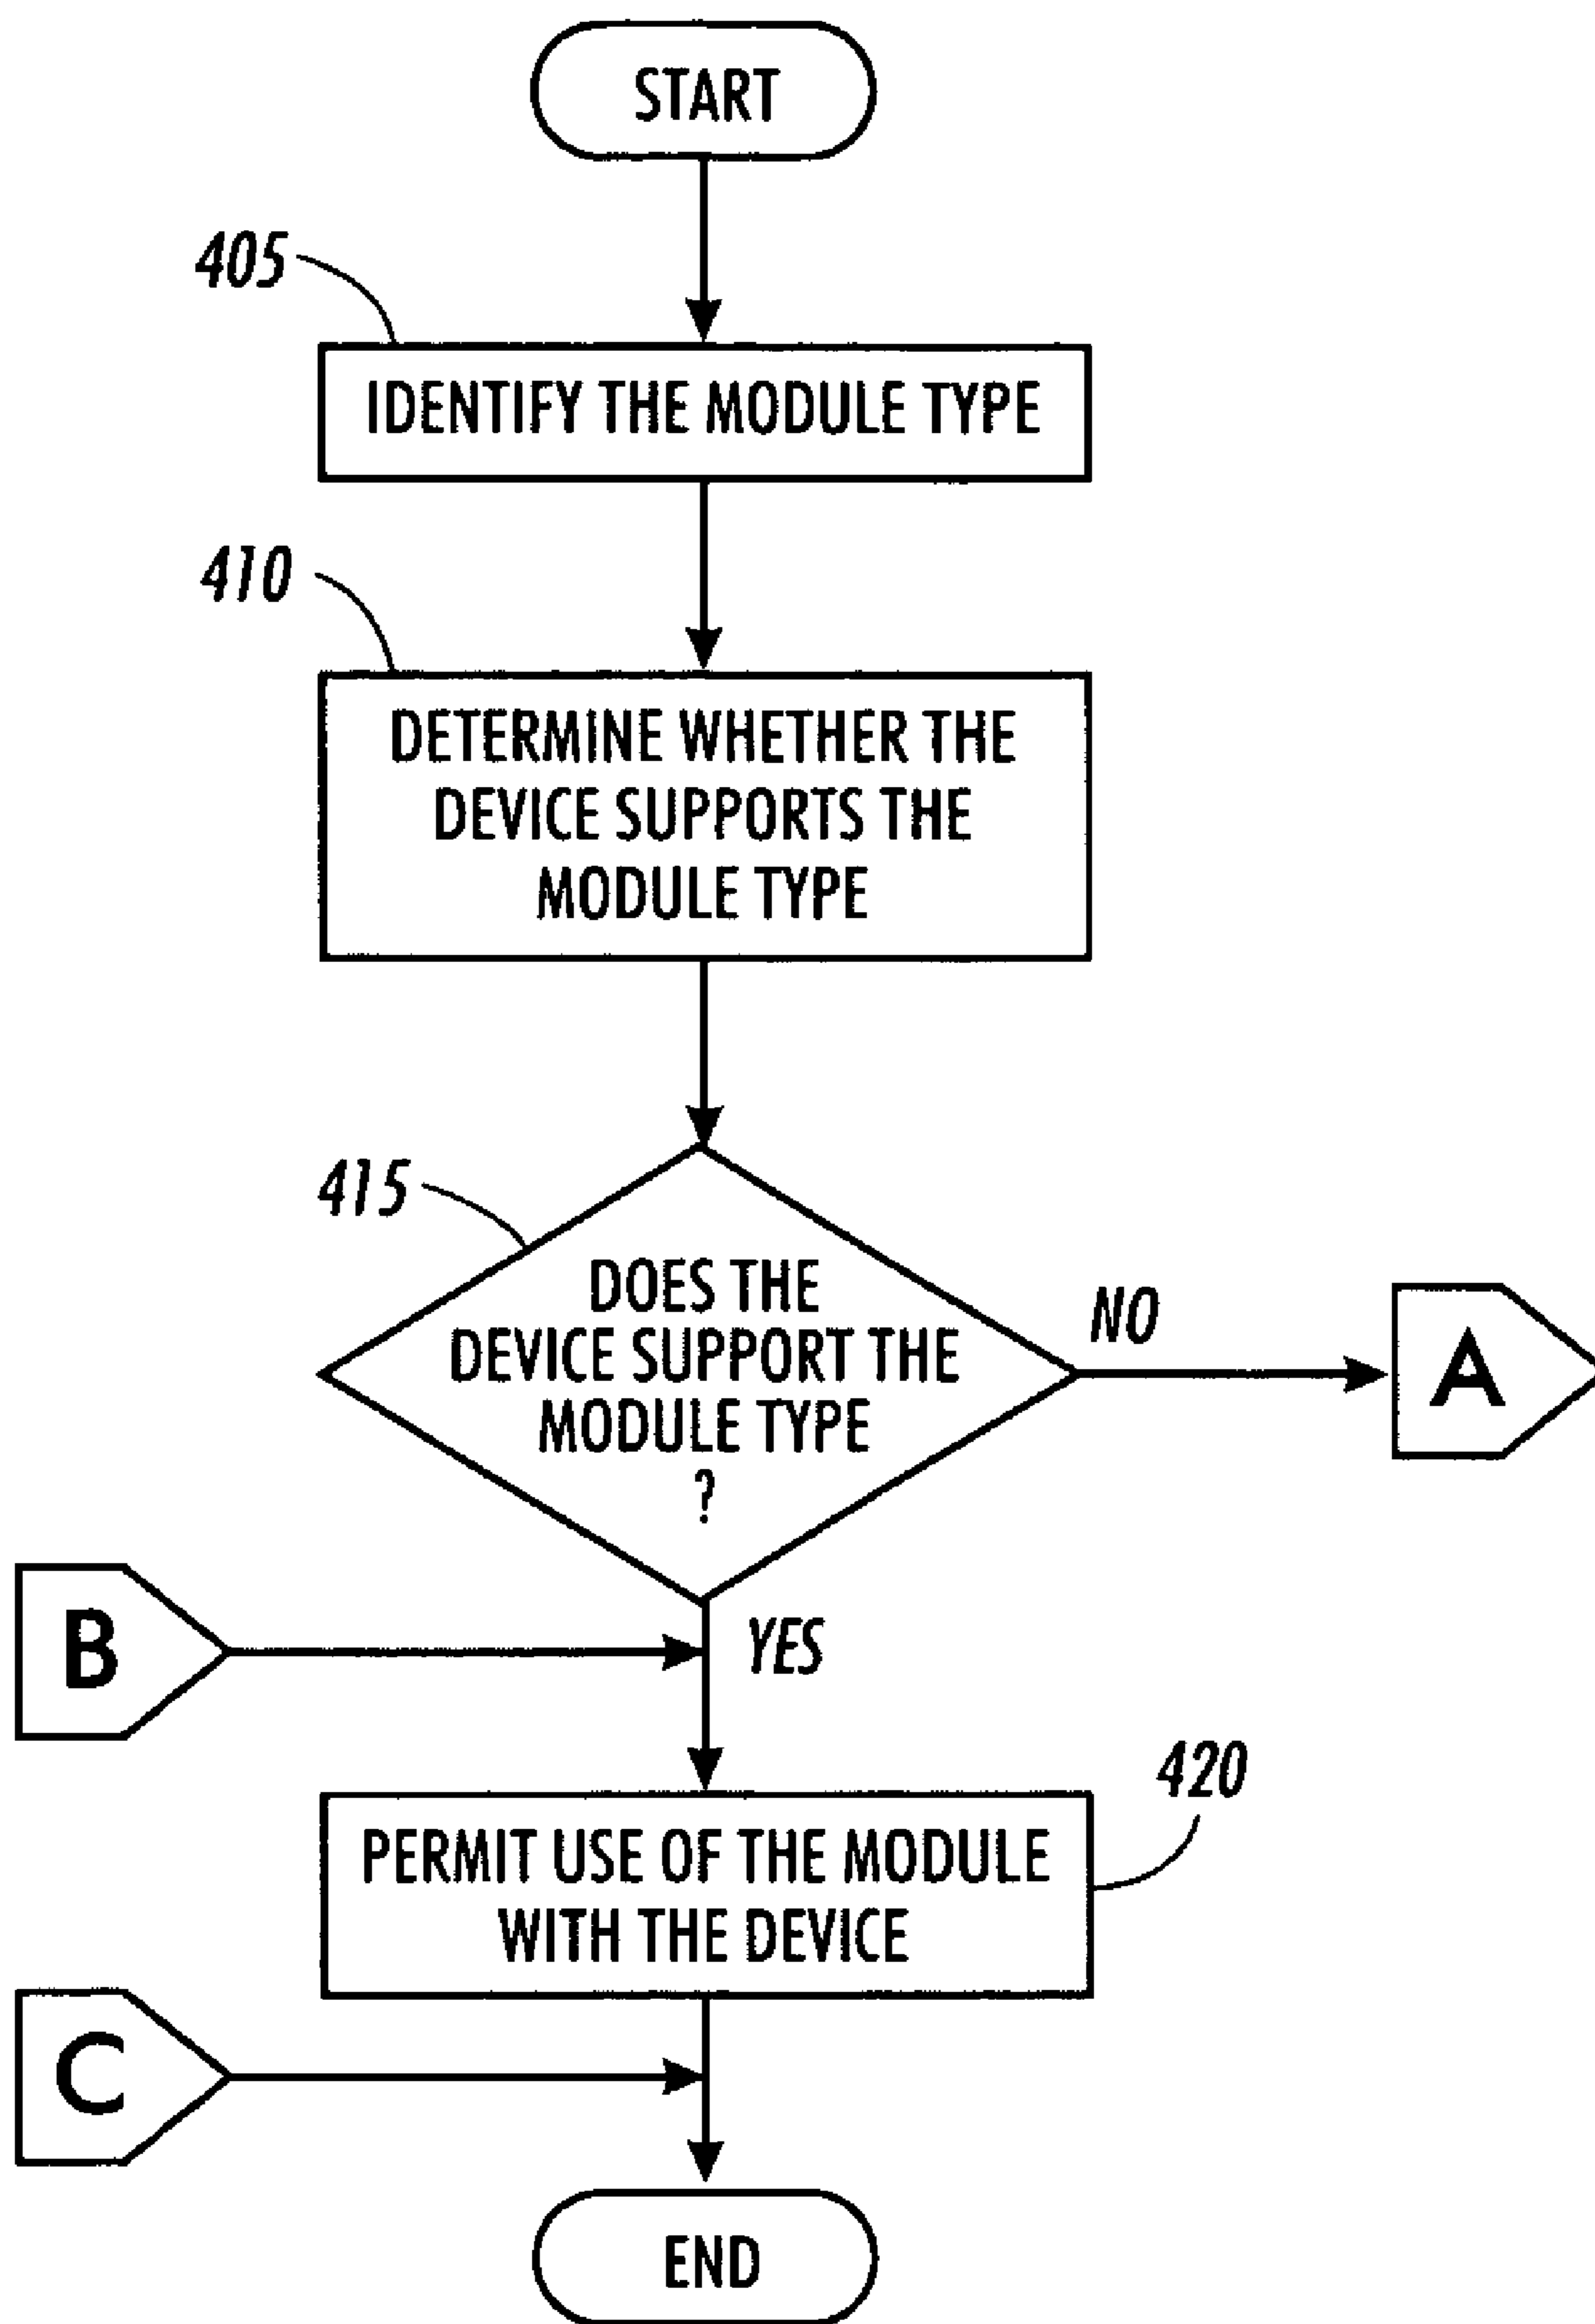 START
405
IDENTIFY THE MODULE TYPE
410
DETERMINE WHETHER THE
DEVICE SUPPORTS THE
MODULE TYPE
415
DOES THE
DEVICE SUPPORT THE
MODULE TYPE
?
NO
A
B
YES
420
PERMIT USE OF THE MODULE
WITH THE DEVICE
C
END